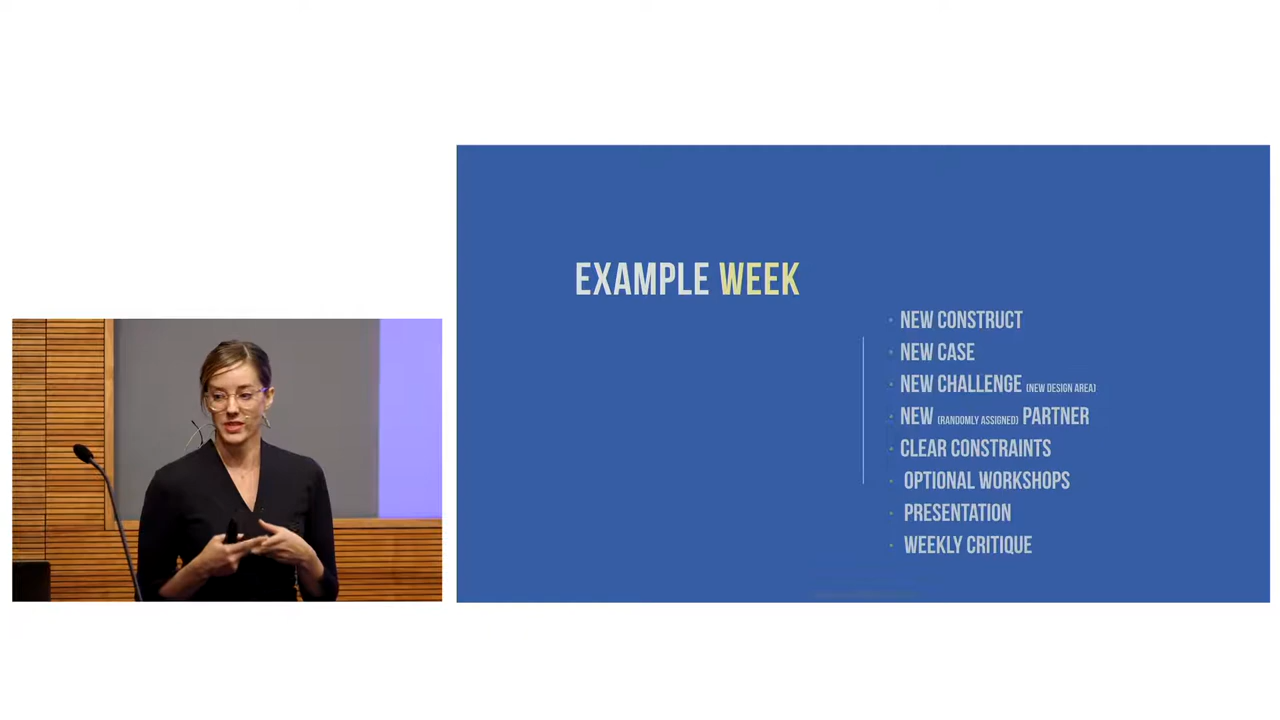 EXAMPLE WEEK
· NEW CONSTRUCT
· NEW CASE
· NEW CHALLENGE (NEW DESIGN AREA)
· NEW (RANDOMLY ASSIGNED) PARTNER
· CLEAR CONSTRAINTS
· OPTIONAL WORKSHOPS
· PRESENTATION
· WEEKLY CRITIQUE